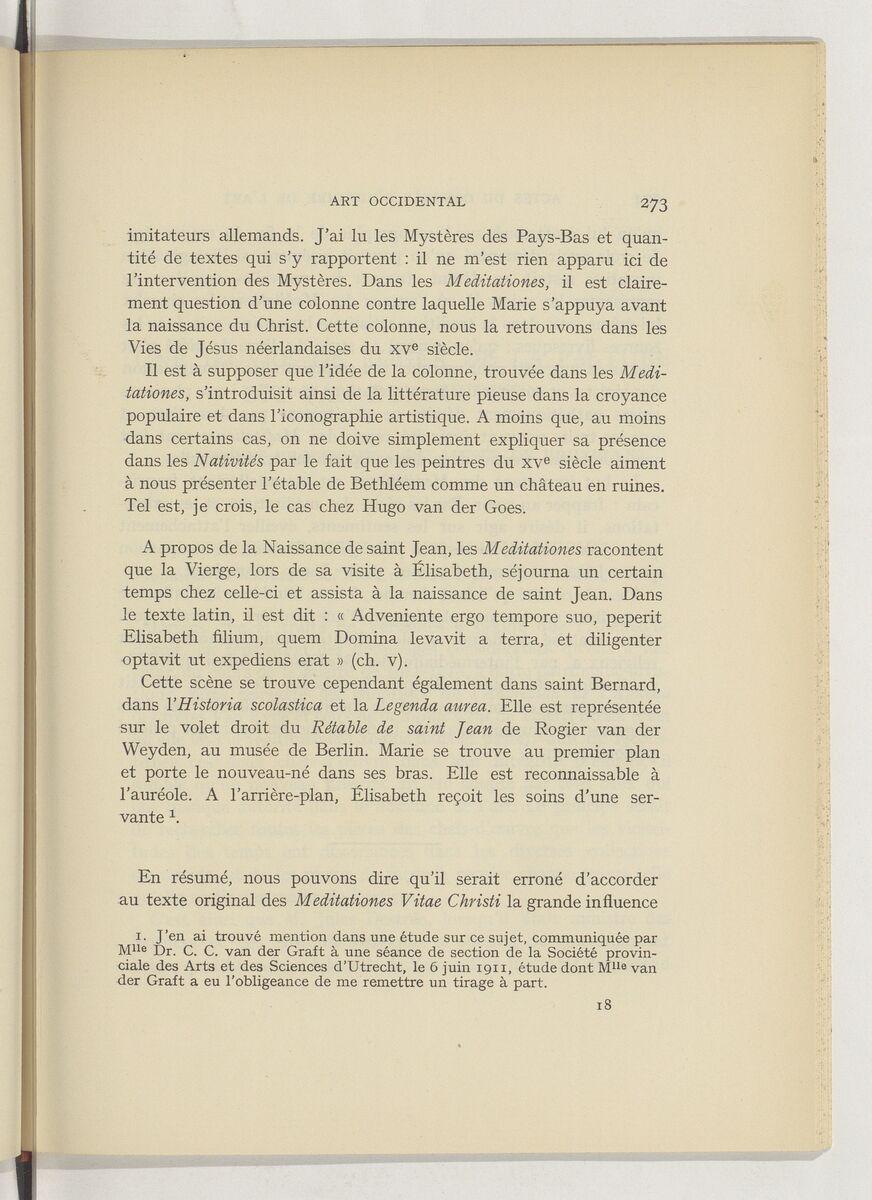 ART OCCIDENTAL 273
imitateurs allemands. J'ai lu les Mystères des Pays-Bas et quan-
tité de textes qui s'y rapportent : il ne m'est rien apparu ici de
l'intervention des Mystères. Dans les Meditationes, il est claire-
ment question d'une colonne contre laquelle Marie s'appuya avant
la naissance du Christ. Cette colonne, nous la retrouvons dans les
Vies de Jésus néerlandaises du XVe siècle.
Il est à supposer que l'idée de la colonne, trouvée dans les Medi-
tationes, s'introduisit ainsi de la littérature pieuse dans la croyance
populaire et dans l'iconographie artistique. A moins que, au moins
dans certains cas, on ne doive simplement expliquer sa présence
dans les Nativités par le fait que les peintres du XVe siècle aiment
à nous présenter l'étable de Bethléem comme un château en ruines.
Tel est, je crois, le cas chez Hugo van der Goes.
A propos de la Naissance de saint Jean, les Meditationes racontent
que la Vierge, lors de sa visite à Élisabeth, séjourna un certain
temps chez celle-ci et assista à la naissance de saint Jean. Dans
le texte latin, il est dit : « Adveniente ergo tempore suo, peperit
Elisabeth filium, quem Domina levavit a terra, et diligenter
optavit ut expediens erat » (ch. V).
Cette scène se trouve cependant également dans saint Bernard,
dans l'Historia scolastica et la Legenda aurea. Elle est représentée
sur le volet droit du Rétable de saint Jean de Rogier van der
Weyden, au musée de Berlin. Marie se trouve au premier plan
et porte le nouveau-né dans ses bras. Elle est reconnaissable à
l'auréole. A l'arrière-plan, Élisabeth reçoit les soins d'une ser-
vante 1.
En résumé, nous pouvons dire qu'il serait erroné d'accorder
au texte original des Meditationes Vitae Christi la grande influence
1. J'en ai trouvé mention dans une étude sur ce sujet, communiquée par
Mlle Dr. C. C. van der Graft à une séance de section de la Société provin-
ciale des Arts et des Sciences d'Utrecht, le 6 juin 1911, étude dont Mlle van
der Graft a eu l'obligeance de me remettre un tirage à part.
18